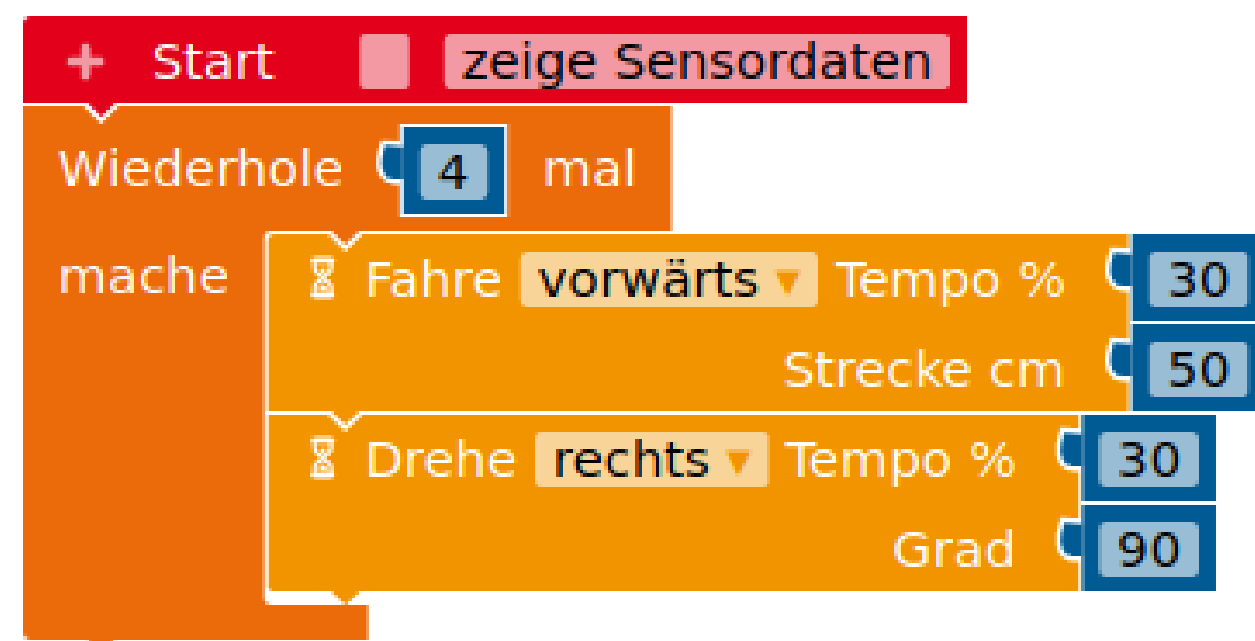 + Start zeige Sensordaten
Wiederhole 4 mal
mache Fahre vorwärts Tempo % 30
Strecke cm 50
Drehe rechts Tempo % 30
Grad 90